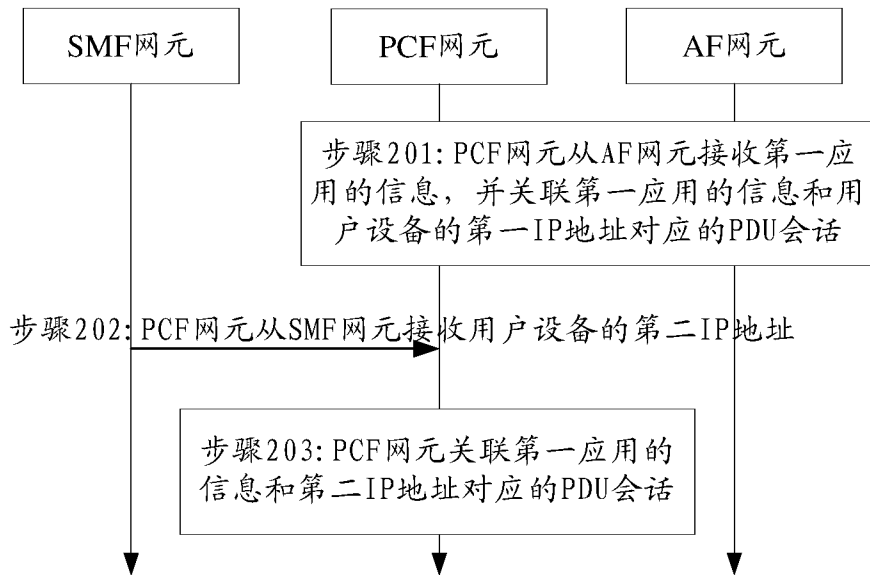 SMF网元
PCF网元
AF网元
步骤201:PCF网元从AF网元接收第一应
用的信息，并关联第一应用的信息和用
户设备的第一IP地址对应的PDU会话
步骤202:PCF网元从SMF网元接收用户设备的第二IP地址
步骤203:PCF网元关联第一应用的
信息和第二IP地址对应的PDU会话